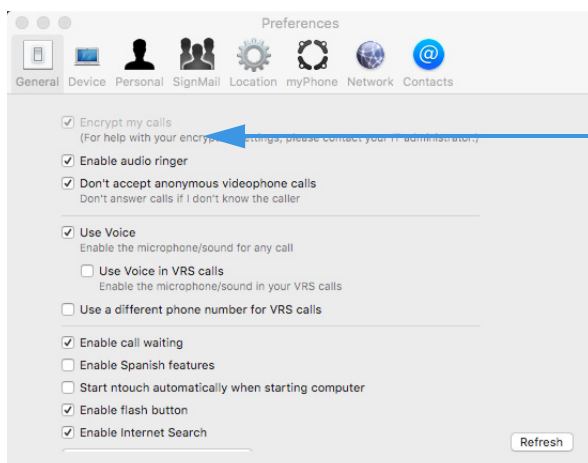 Preferences
General Device Personal SignMail Location myPhone Network Contacts
Encrypt my calls
(For help with your please contact your IT administrator.)
Enable audio ringer
Don't accept anonymous videophone calls
Don't answer calls if I don't know the caller
Use Voice
Enable the microphone/sound for any call
Use Voice in VRS calls
Enable the microphone/sound in your VRS calls
Use a different phone number for VRS calls
Enable call waiting
Enable Spanish features
Start ntouch automatically when starting computer
Enable flash button
Enable Internet Search
Refresh